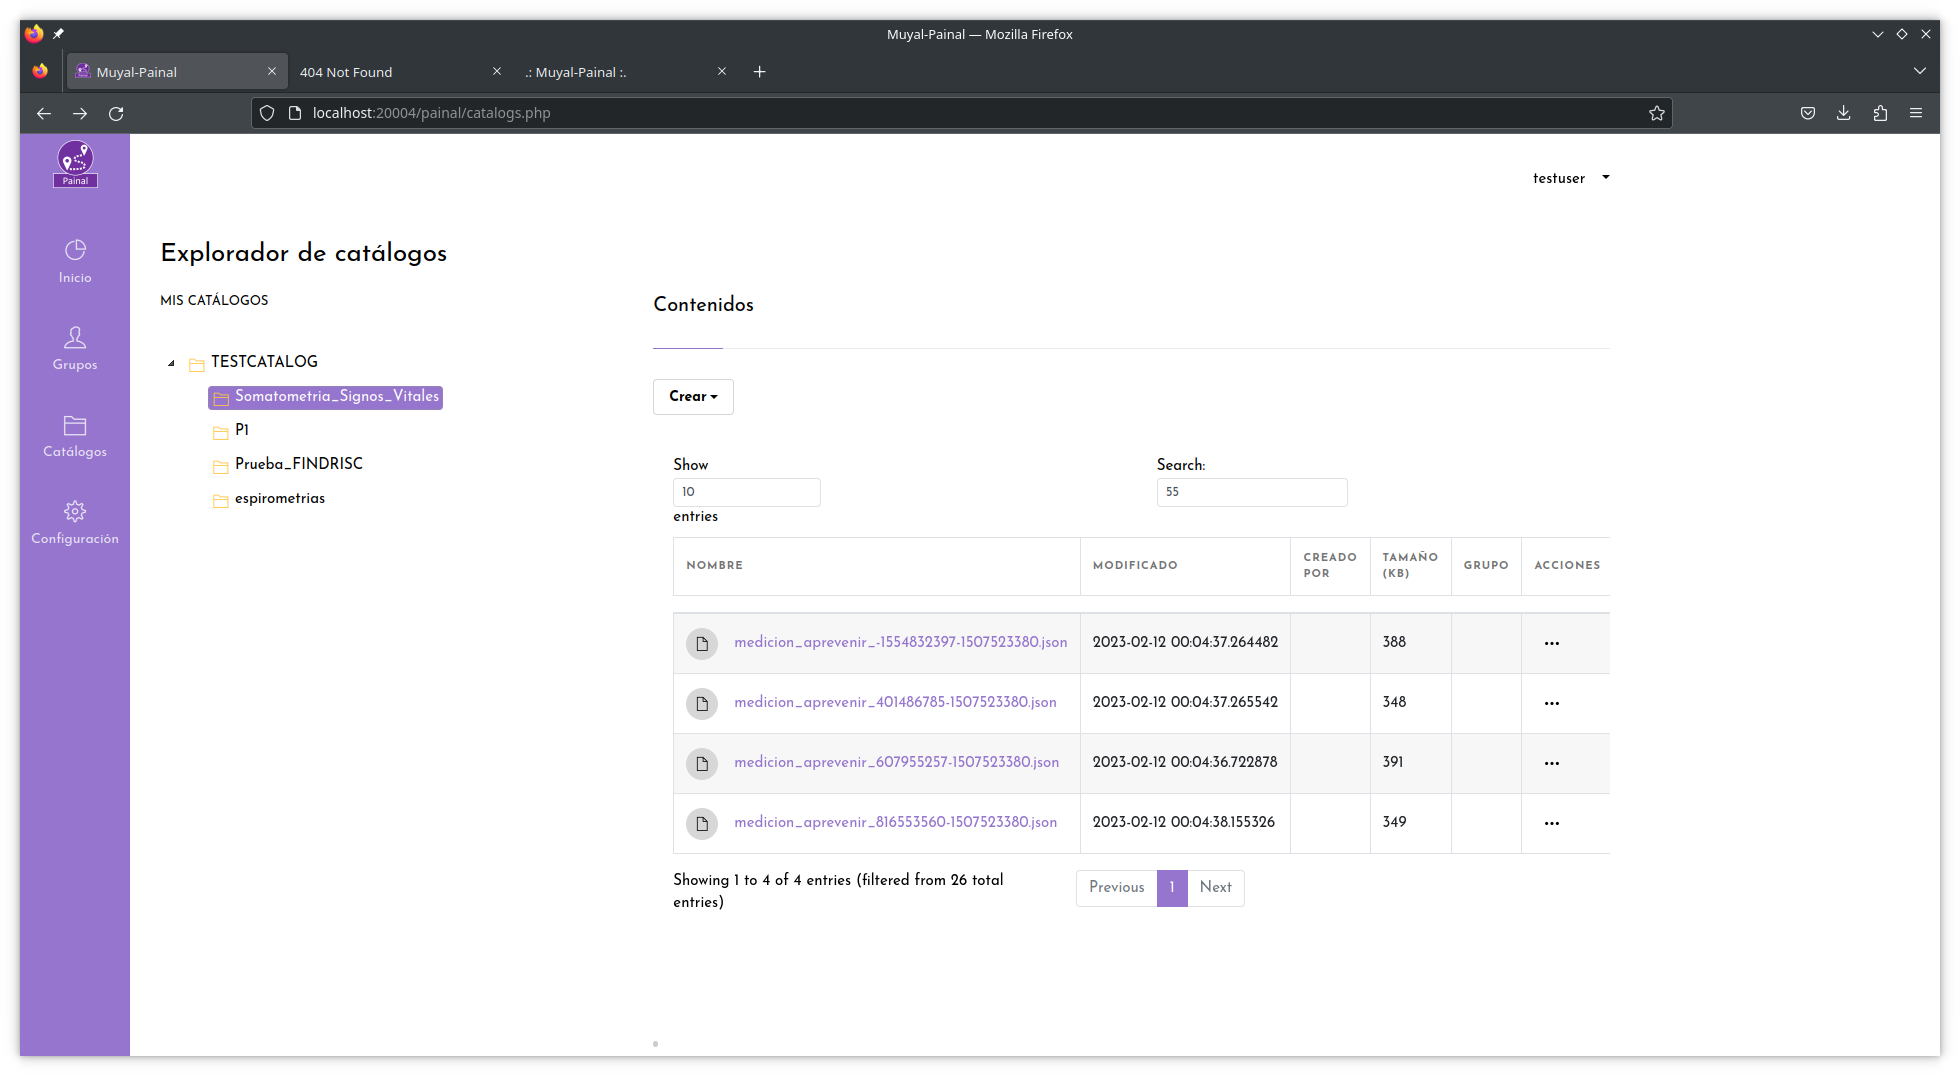 Muyal-Painal — Mozilla Firefox
Muyal-Painal
404 Not Found
.: Muyal-Painal :.
localhost:20004/painal/catalogs.php
Painal
testuser
Inicio
Grupos
Catálogos
Configuración
Explorador de catálogos
MIS CATÁLOGOS
TESTCATALOG
Somatometria_Signos_Vitales
P1
Prueba_FINDRISC
espirometrias
Contenidos
Crear
Show
10
entries
Search:
55
NOMBRE MODIFICADO CREADO POR TAMAÑO (KB) GRUPO ACCIONES
medicion_aprevenir_-1554832397-1507523380.json 2023-02-12 00:04:37.264482 388 ...
medicion_aprevenir_401486785-1507523380.json 2023-02-12 00:04:37.265542 348 ...
medicion_aprevenir_607955257-1507523380.json 2023-02-12 00:04:36.722878 391 ...
medicion_aprevenir_816553560-1507523380.json 2023-02-12 00:04:38.155326 349 ...
Showing 1 to 4 of 4 entries (filtered from 26 total
entries)
Previous 1 Next